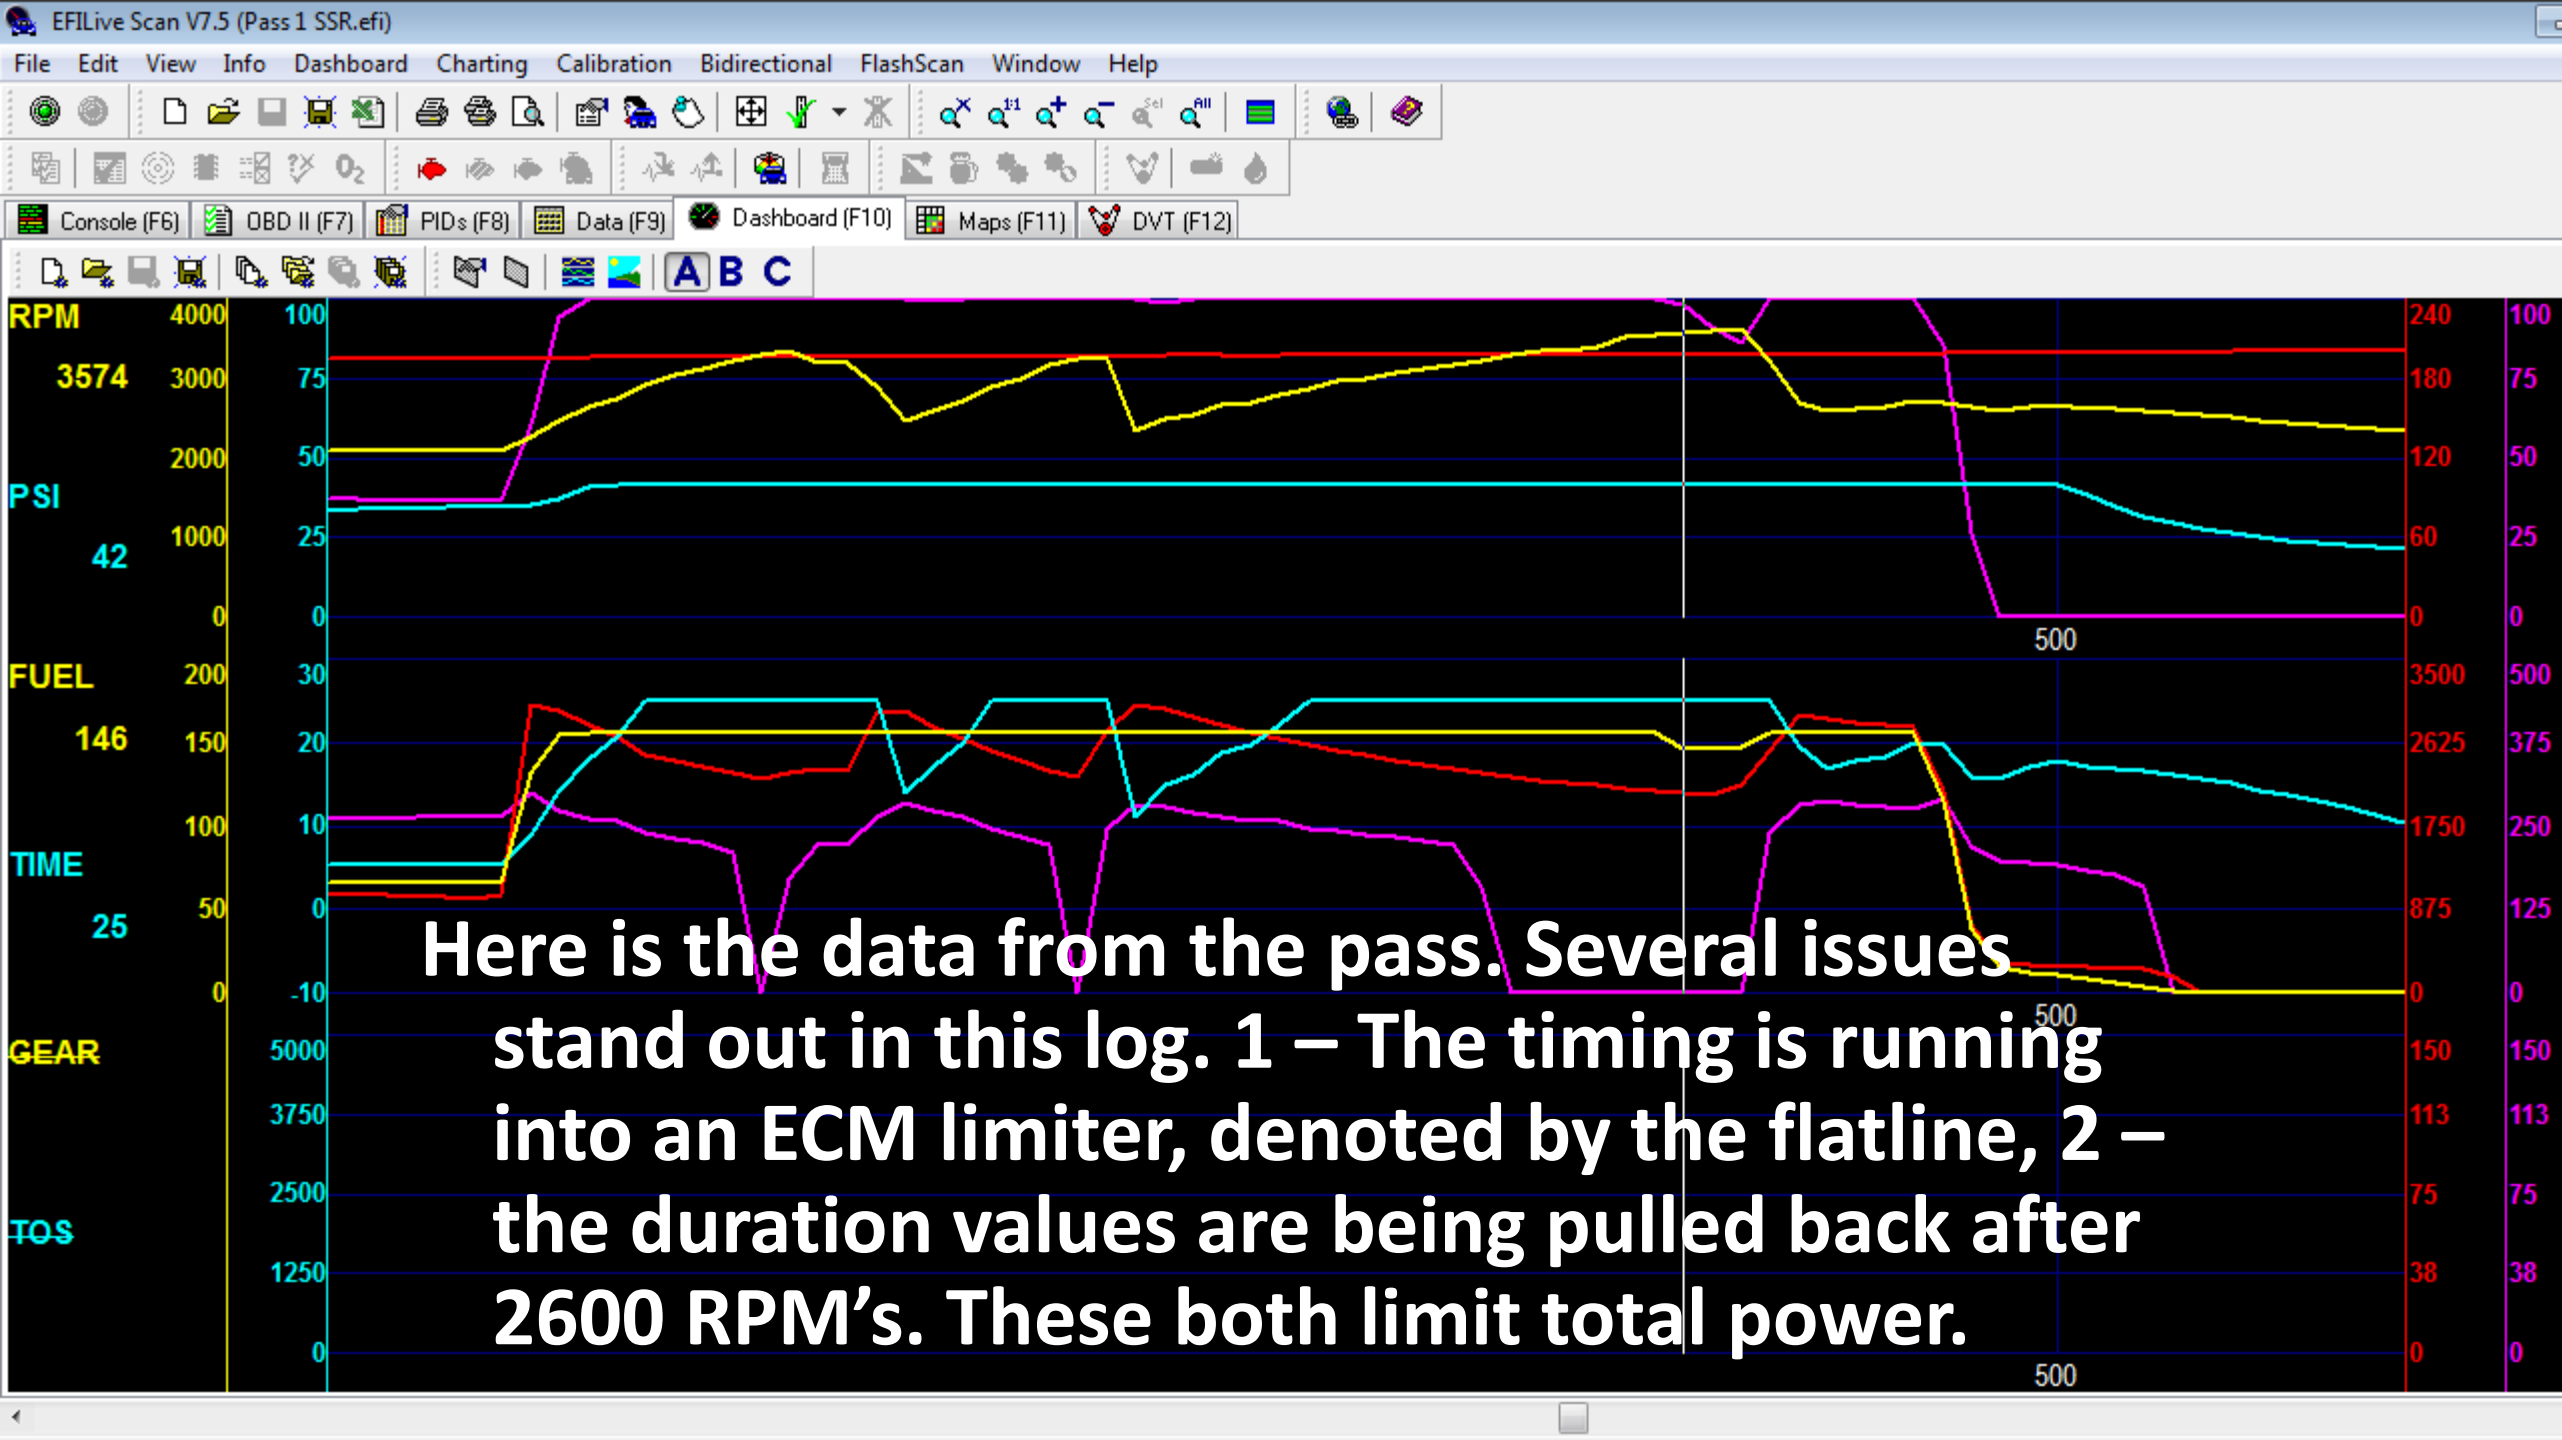 EFILive Scan V7.5 (Pass 1 SSR.efi)
File Edit View Info Dashboard Charting Calibration Bidirectional FlashScan Window Help
x 1:1 + - Sel All
?x O2
Console (F6) OBD II (F7) PIDs (F8) Data (F9) Dashboard (F10) Maps (F11) DVT (F12)
A B C
RPM 4000 100 240 100
3574 3000 75 180 75
2000 50 120 50
PSI
1000 25 60 25
42
0 0 0 0
500
FUEL 200 30 3500 500
146 150 20 2625 375
100 10 1750 250
TIME
50 0 875 125
25
Here is the data from the pass. Several issues
0 -10 0 0
500
stand out in this log. 1 – The timing is running
GEAR 5000 150 150
3750 113 113
into an ECM limiter, denoted by the flatline, 2 –
2500 75 75
the duration values are being pulled back after
TOS
1250 38 38
2600 RPM’s. These both limit total power.
0 0 0
500